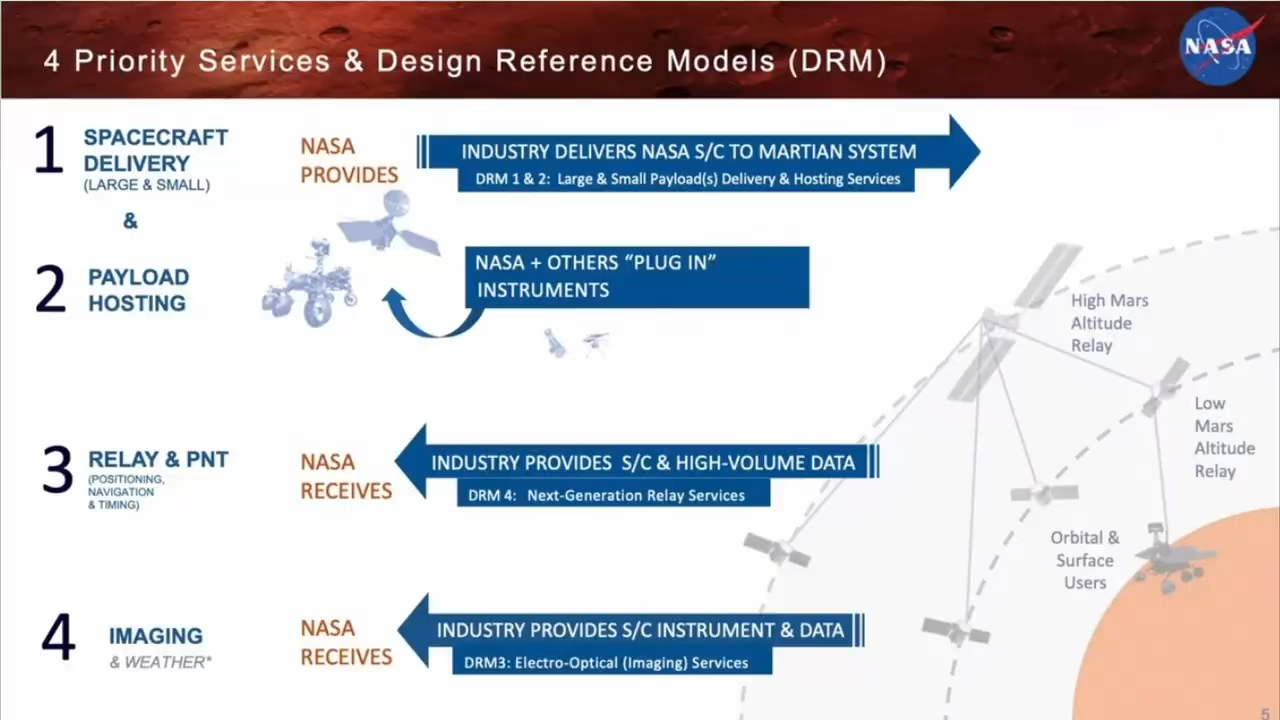 4 Priority Services & Design Reference Models (DRM)
NASA
1
SPACECRAFT
DELIVERY
(LARGE & SMALL)
&
NASA
PROVIDES
INDUSTRY DELIVERS NASA S/C TO MARTIAN SYSTEM
DRM 1 & 2: Large & Small Payload(s) Delivery & Hosting Services
2
PAYLOAD
HOSTING
NASA + OTHERS “PLUG IN”
INSTRUMENTS
High Mars
Altitude
Relay
Low
Mars
Altitude
Relay
3
RELAY & PNT
(POSITIONING,
NAVIGATION
& TIMING)
NASA
RECEIVES
INDUSTRY PROVIDES S/C & HIGH-VOLUME DATA
DRM 4: Next-Generation Relay Services
Orbital &
Surface
Users
4
IMAGING
& WEATHER*
NASA
RECEIVES
INDUSTRY PROVIDES S/C INSTRUMENT & DATA
DRM3: Electro-Optical (Imaging) Services
5